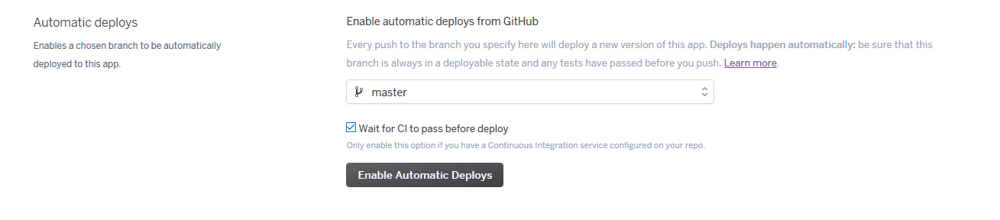 Automatic deploys
Enables a chosen branch to be automatically
deployed to this app.
Enable automatic deploys from GitHub
Every push to the branch you specify here will deploy a new version of this app. Deploys happen automatically: be sure that this
branch is always in a deployable state and any tests have passed before you push. Learn more.
master
Wait for CI to pass before deploy
Only enable this option if you have a Continuous Integration service configured on your repo.
Enable Automatic Deploys